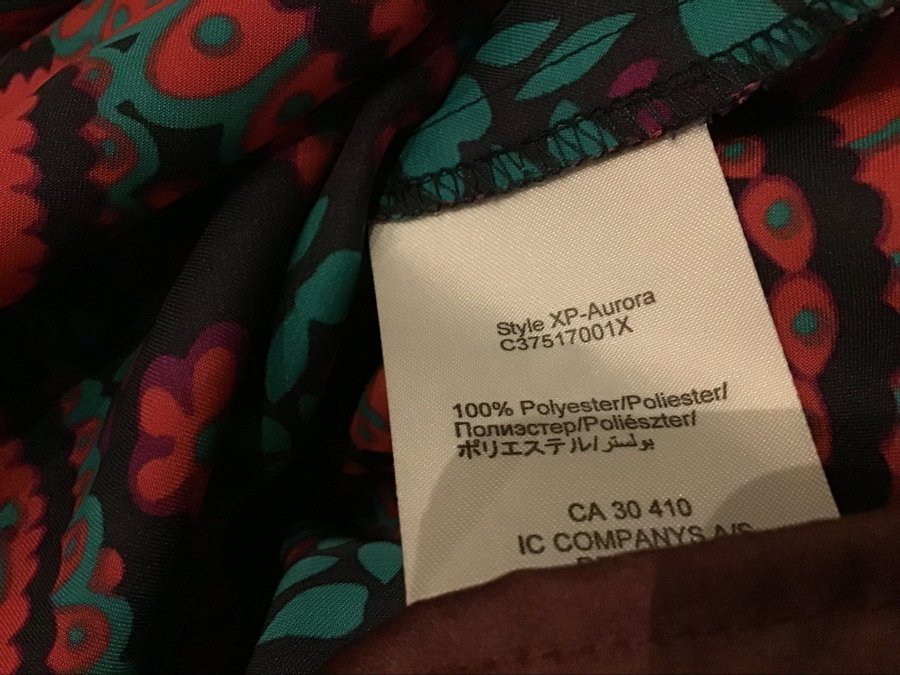 Style XP-Aurora
C37517001X
100% Polyester/Poliester/
Полиэстер/Poliészter/
ポリエステル/بوليستر/
CA 30 410
IC COMPANYS A/S